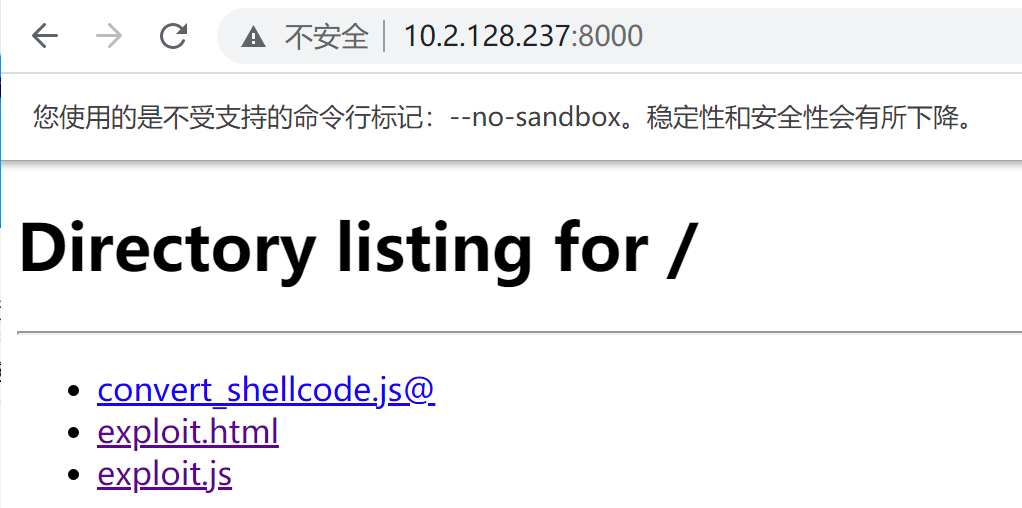 不安全 10.2.128.237:8000
您使用的是不受支持的命令行标记：--no-sandbox。稳定性和安全性会有所下降。
Directory listing for /
convert_shellcode.js@
exploit.html
exploit.js